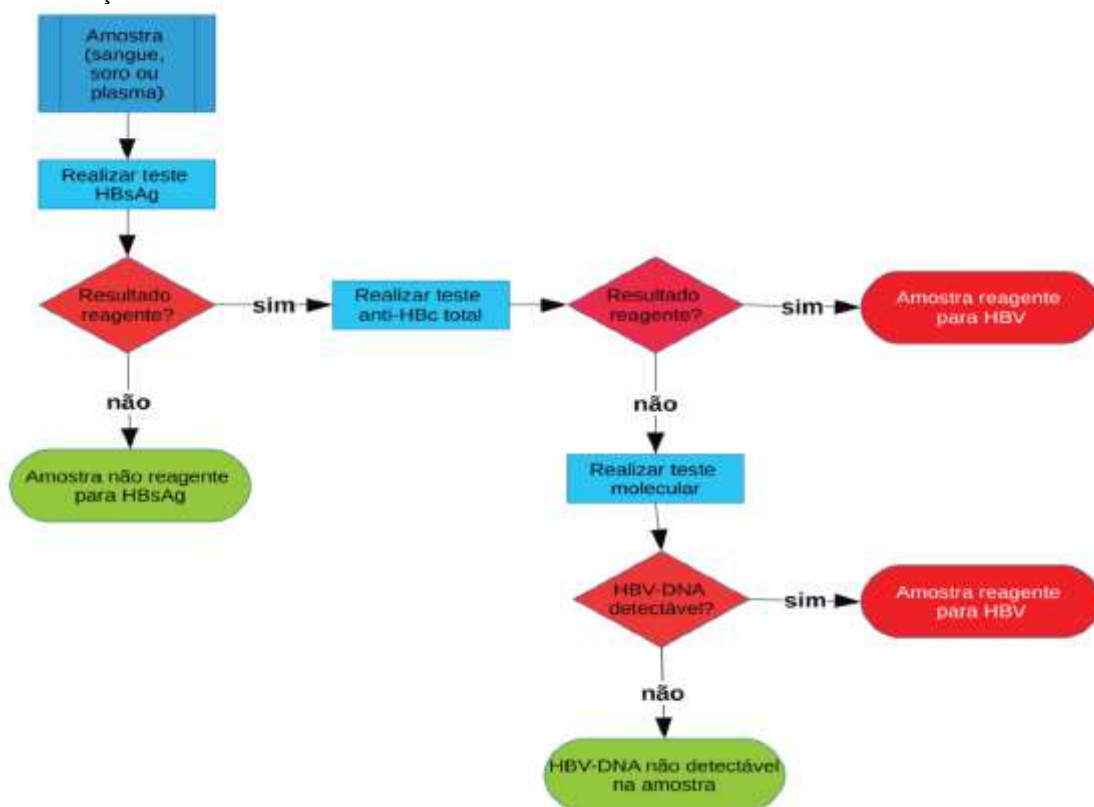 Amostra
(sangue,
soro ou
plasma)
Realizar teste
HBsAg
Resultado
reagente?
sim
Realizar teste
anti-HBc total
Resultado
reagente?
sim
Amostra reagente
para HBV
não
Amostra não reagente
para HBsAg
não
Realizar teste
molecular
HBV-DNA
detectável?
sim
Amostra reagente
para HBV
não
HBV-DNA não detectável
na amostra